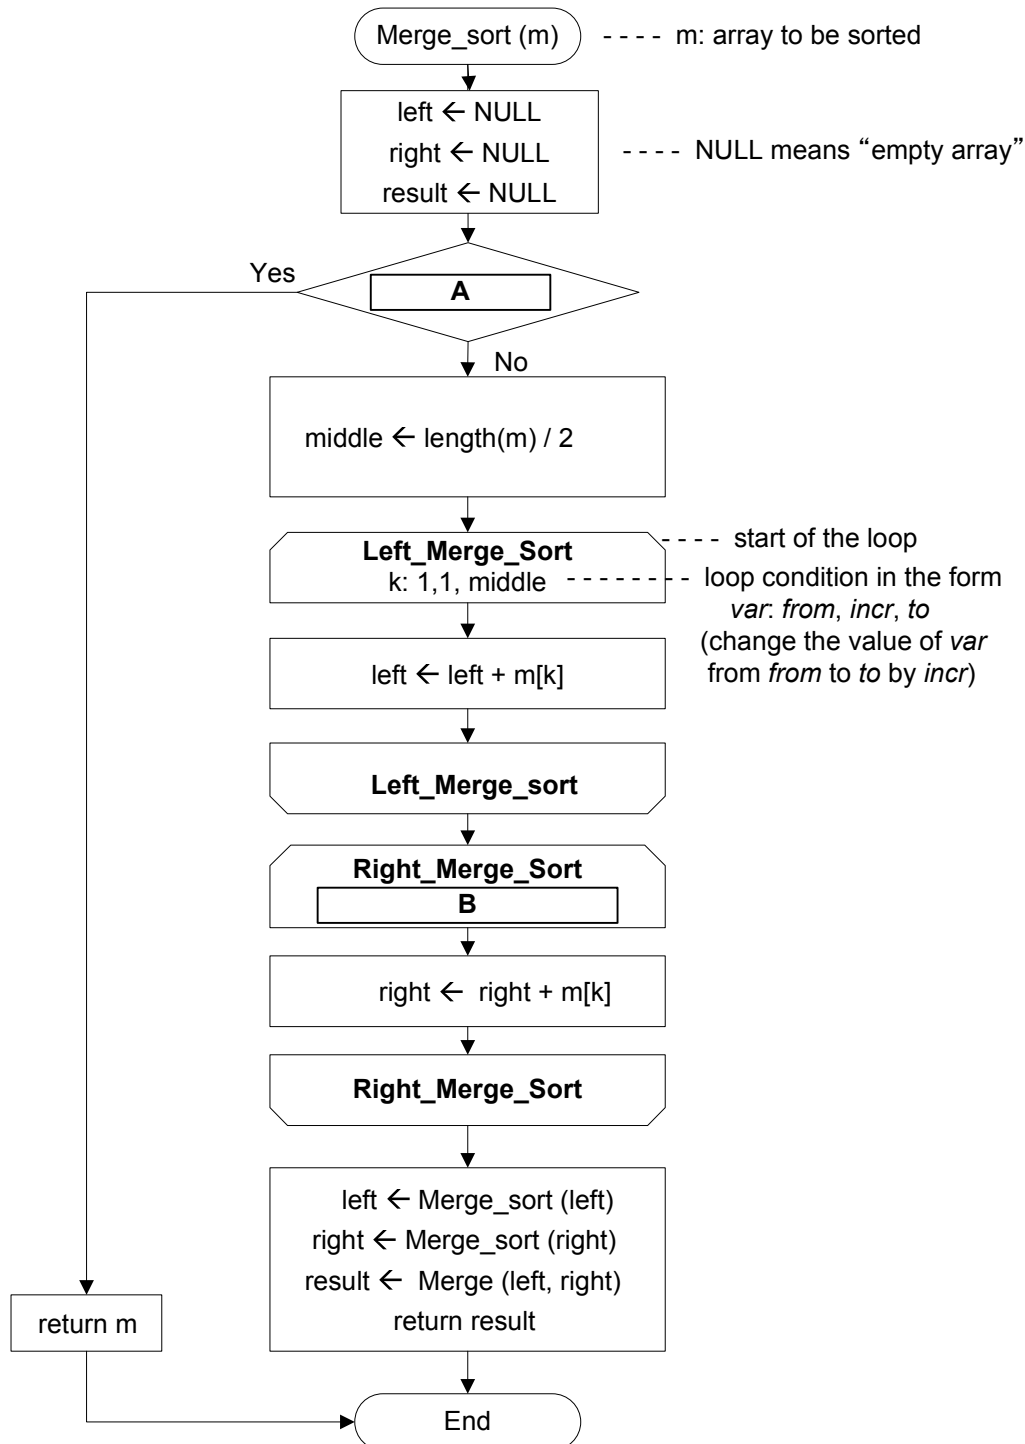 Merge_sort (m) - - - - m: array to be sorted
left ← NULL
right ← NULL - - - - NULL means “empty array”
result ← NULL
Yes
A
No
middle ← length(m) / 2
Left_Merge_Sort - - - - start of the loop
k: 1,1, middle - - - - - - - - loop condition in the form
var: from, incr, to
(change the value of var
from from to to by incr)
left ← left + m[k]
Left_Merge_sort
Right_Merge_Sort
B
right ← right + m[k]
Right_Merge_Sort
left ← Merge_sort (left)
right ← Merge_sort (right)
result ← Merge (left, right)
return result
return m
End